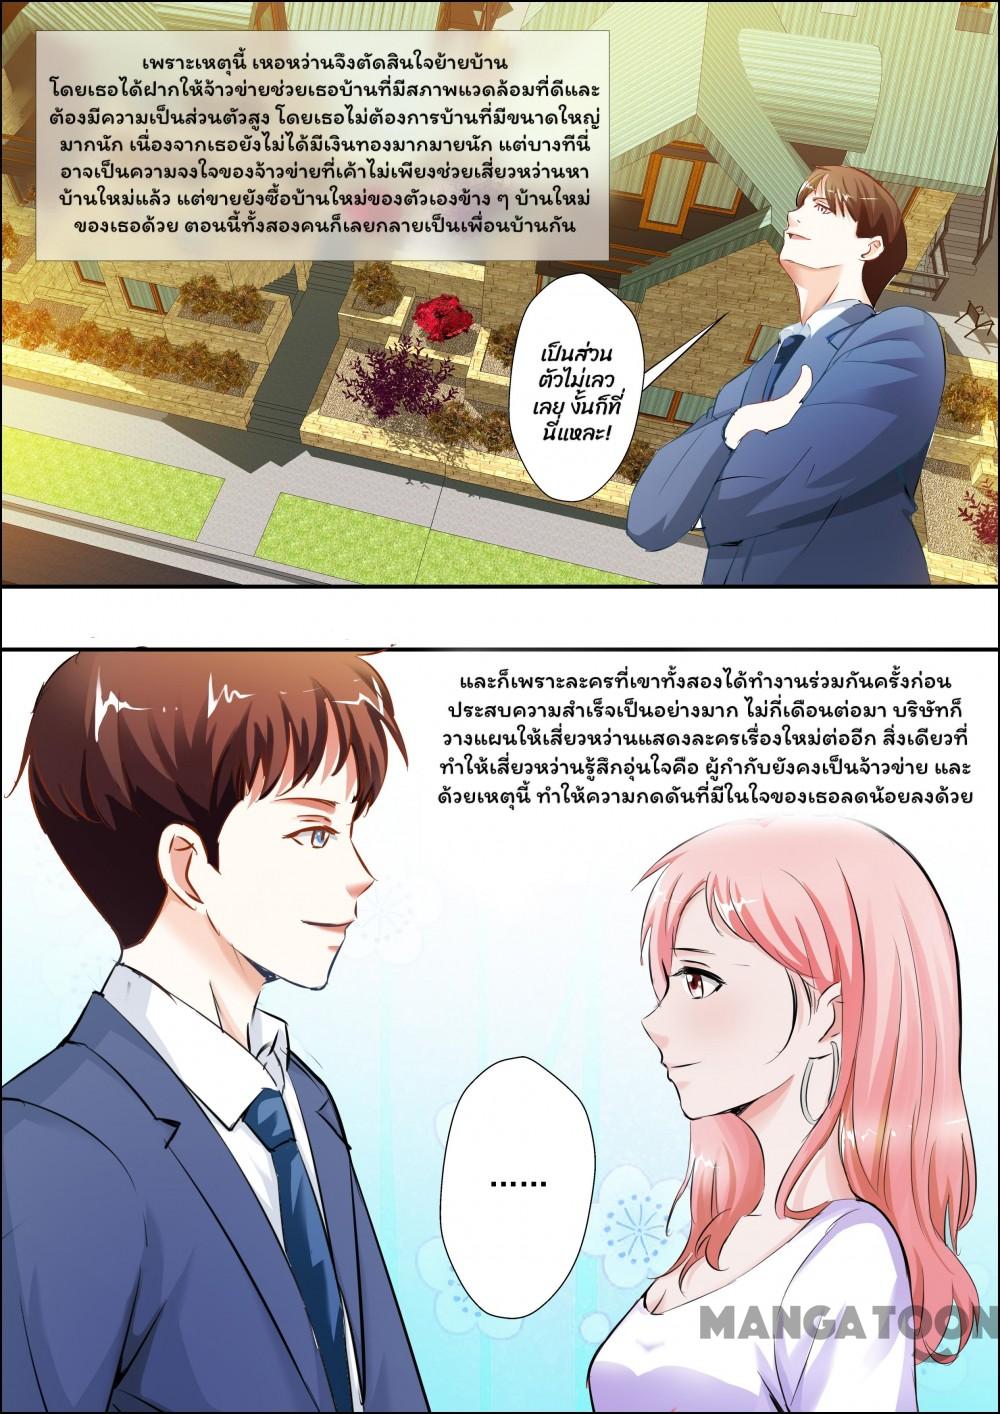 เพราะเหตุนี้ เหอหว่านจึงตัดสินใจย้ายบ้าน
โดยเธอได้ฝากให้จ้าวข่ายช่วยเธอบ้านที่มีสภาพแวดล้อมที่ดีและ
ต้องมีความเป็นส่วนตัวสูง โดยเธอไม่ต้องการบ้านที่มีขนาดใหญ่
มากนัก เนื่องจากเธอยังไม่ได้มีเงินทองมากมายนัก แต่บางทีนี่
อาจเป็นความจงใจของจ้าวข่ายที่เค้าไม่เพียงช่วยเสี่ยวหว่านหา
บ้านใหม่แล้ว แต่ขายยังซื้อบ้านใหม่ของตัวเองข้าง ๆ บ้านใหม่
ของเธอด้วย ตอนนี้ทั้งสองคนก็เลยกลายเป็นเพื่อนบ้านกัน
เป็นส่วน
ตัวไม่เลว
เลย งั้นก็ที่
นี่แหละ!
และก็เพราะละครที่เขาทั้งสองได้ทำงานร่วมกันครั้งก่อน
ประสบความสำเร็จเป็นอย่างมาก ไม่กี่เดือนต่อมา บริษัทก็
วางแผนให้เสี่ยวหว่านแสดงละครเรื่องใหม่ต่ออีก สิ่งเดียวที่
ทำให้เสี่ยวหว่านรู้สึกอุ่นใจคือ ผู้กำกับยังคงเป็นจ้าวข่าย และ
ด้วยเหตุนี้ ทำให้ความกดดันที่มีในใจของเธอลดน้อยลงด้วย
......
MANGATOON